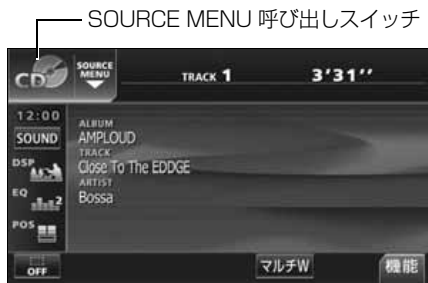 SOURCE MENU 呼び出しスイッチ
CD
SOURCE
MENU
TRACK 1
3'31''
12:00
SOUND
DSP
EQ
2
POS
OFF
ALBUM
AMPLOUD
TRACK
Close To The EDDGE
ARTIST
Bossa
マルチW
機能